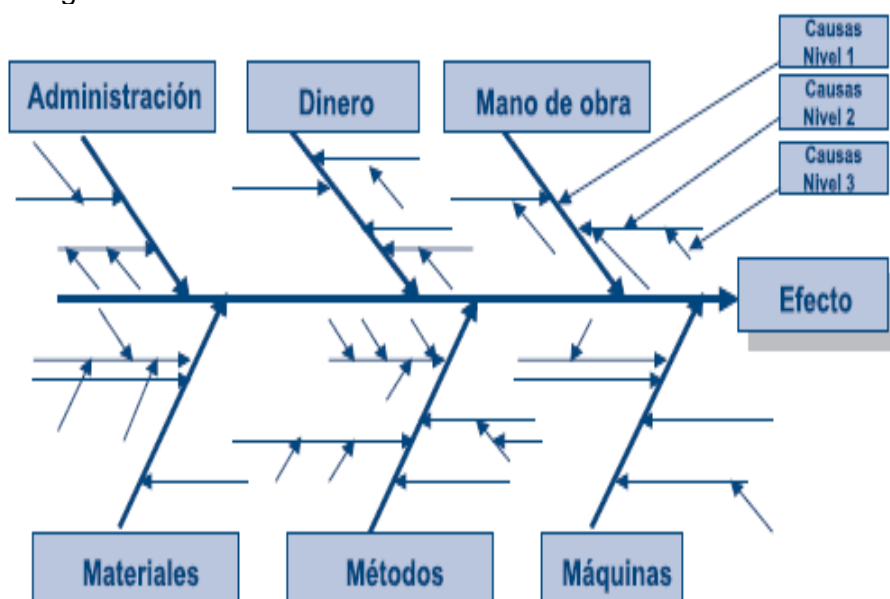 Causas
Nivel 1
Administración
Dinero
Mano de obra
Causas
Nivel 2
Causas
Nivel 3
Efecto
Materiales
Métodos
Máquinas